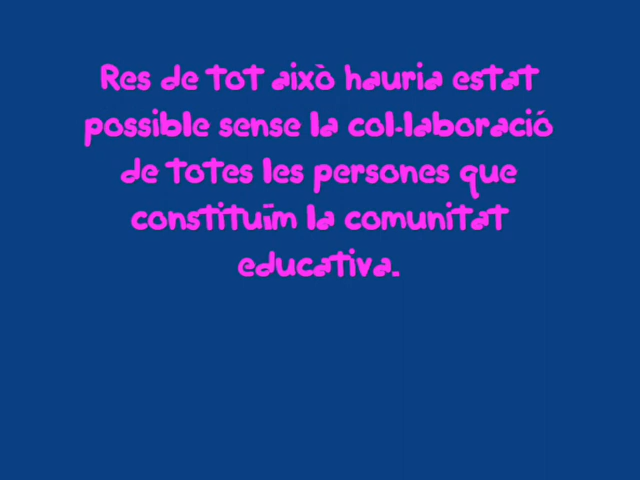 Res de tot això hauria estat
possible sense la col·laboració
de totes les persones que
constituïm la comunitat
educativa.